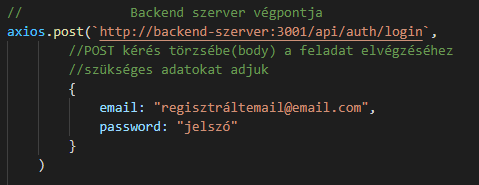 //              Backend szerver végpontja
axios.post(`http://backend-szerver:3001/api/auth/login`,
        //POST kérés törzsébe(body) a feladat elvégzéséhez
        //szükséges adatokat adjuk
        {
            email: "regisztráltemail@email.com",
            password: "jelszó"
        }
    )